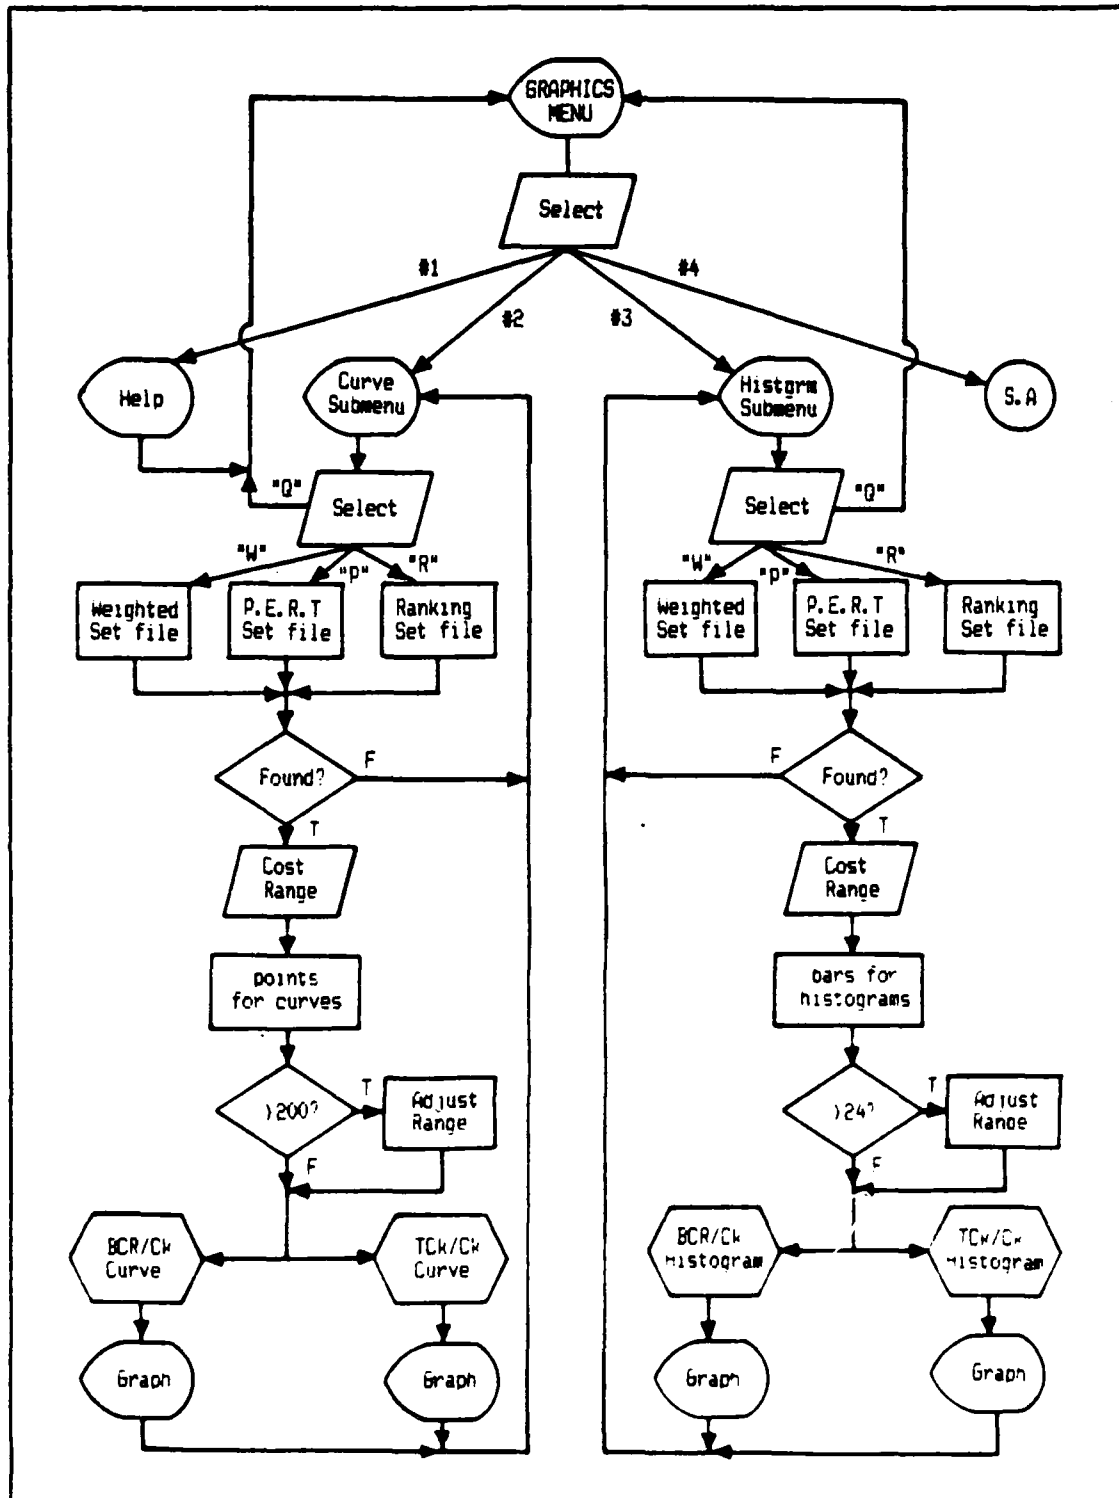 GRAPHICS
MENU
Select
#1
#2
#3
#4
Help
Curve
Submenu
Histgrm
Submenu
S.A
"Q"
Select
Select
"Q"
"W"
"P"
"R"
"W"
"P"
"R"
Weighted
Set file
P.E.R.T
Set file
Ranking
Set file
Weighted
Set file
P.E.R.T
Set file
Ranking
Set file
Found?
F
T
F
Found?
T
Cost
Range
Cost
Range
points
for curves
bars for
histograms
>200?
T
Adjust
Range
F
>24?
T
Adjust
Range
F
BCR/Ck
Curve
TCk/Ck
Curve
BCR/Ck
Histogram
TCk/Ck
Histogram
Graph
Graph
Graph
Graph